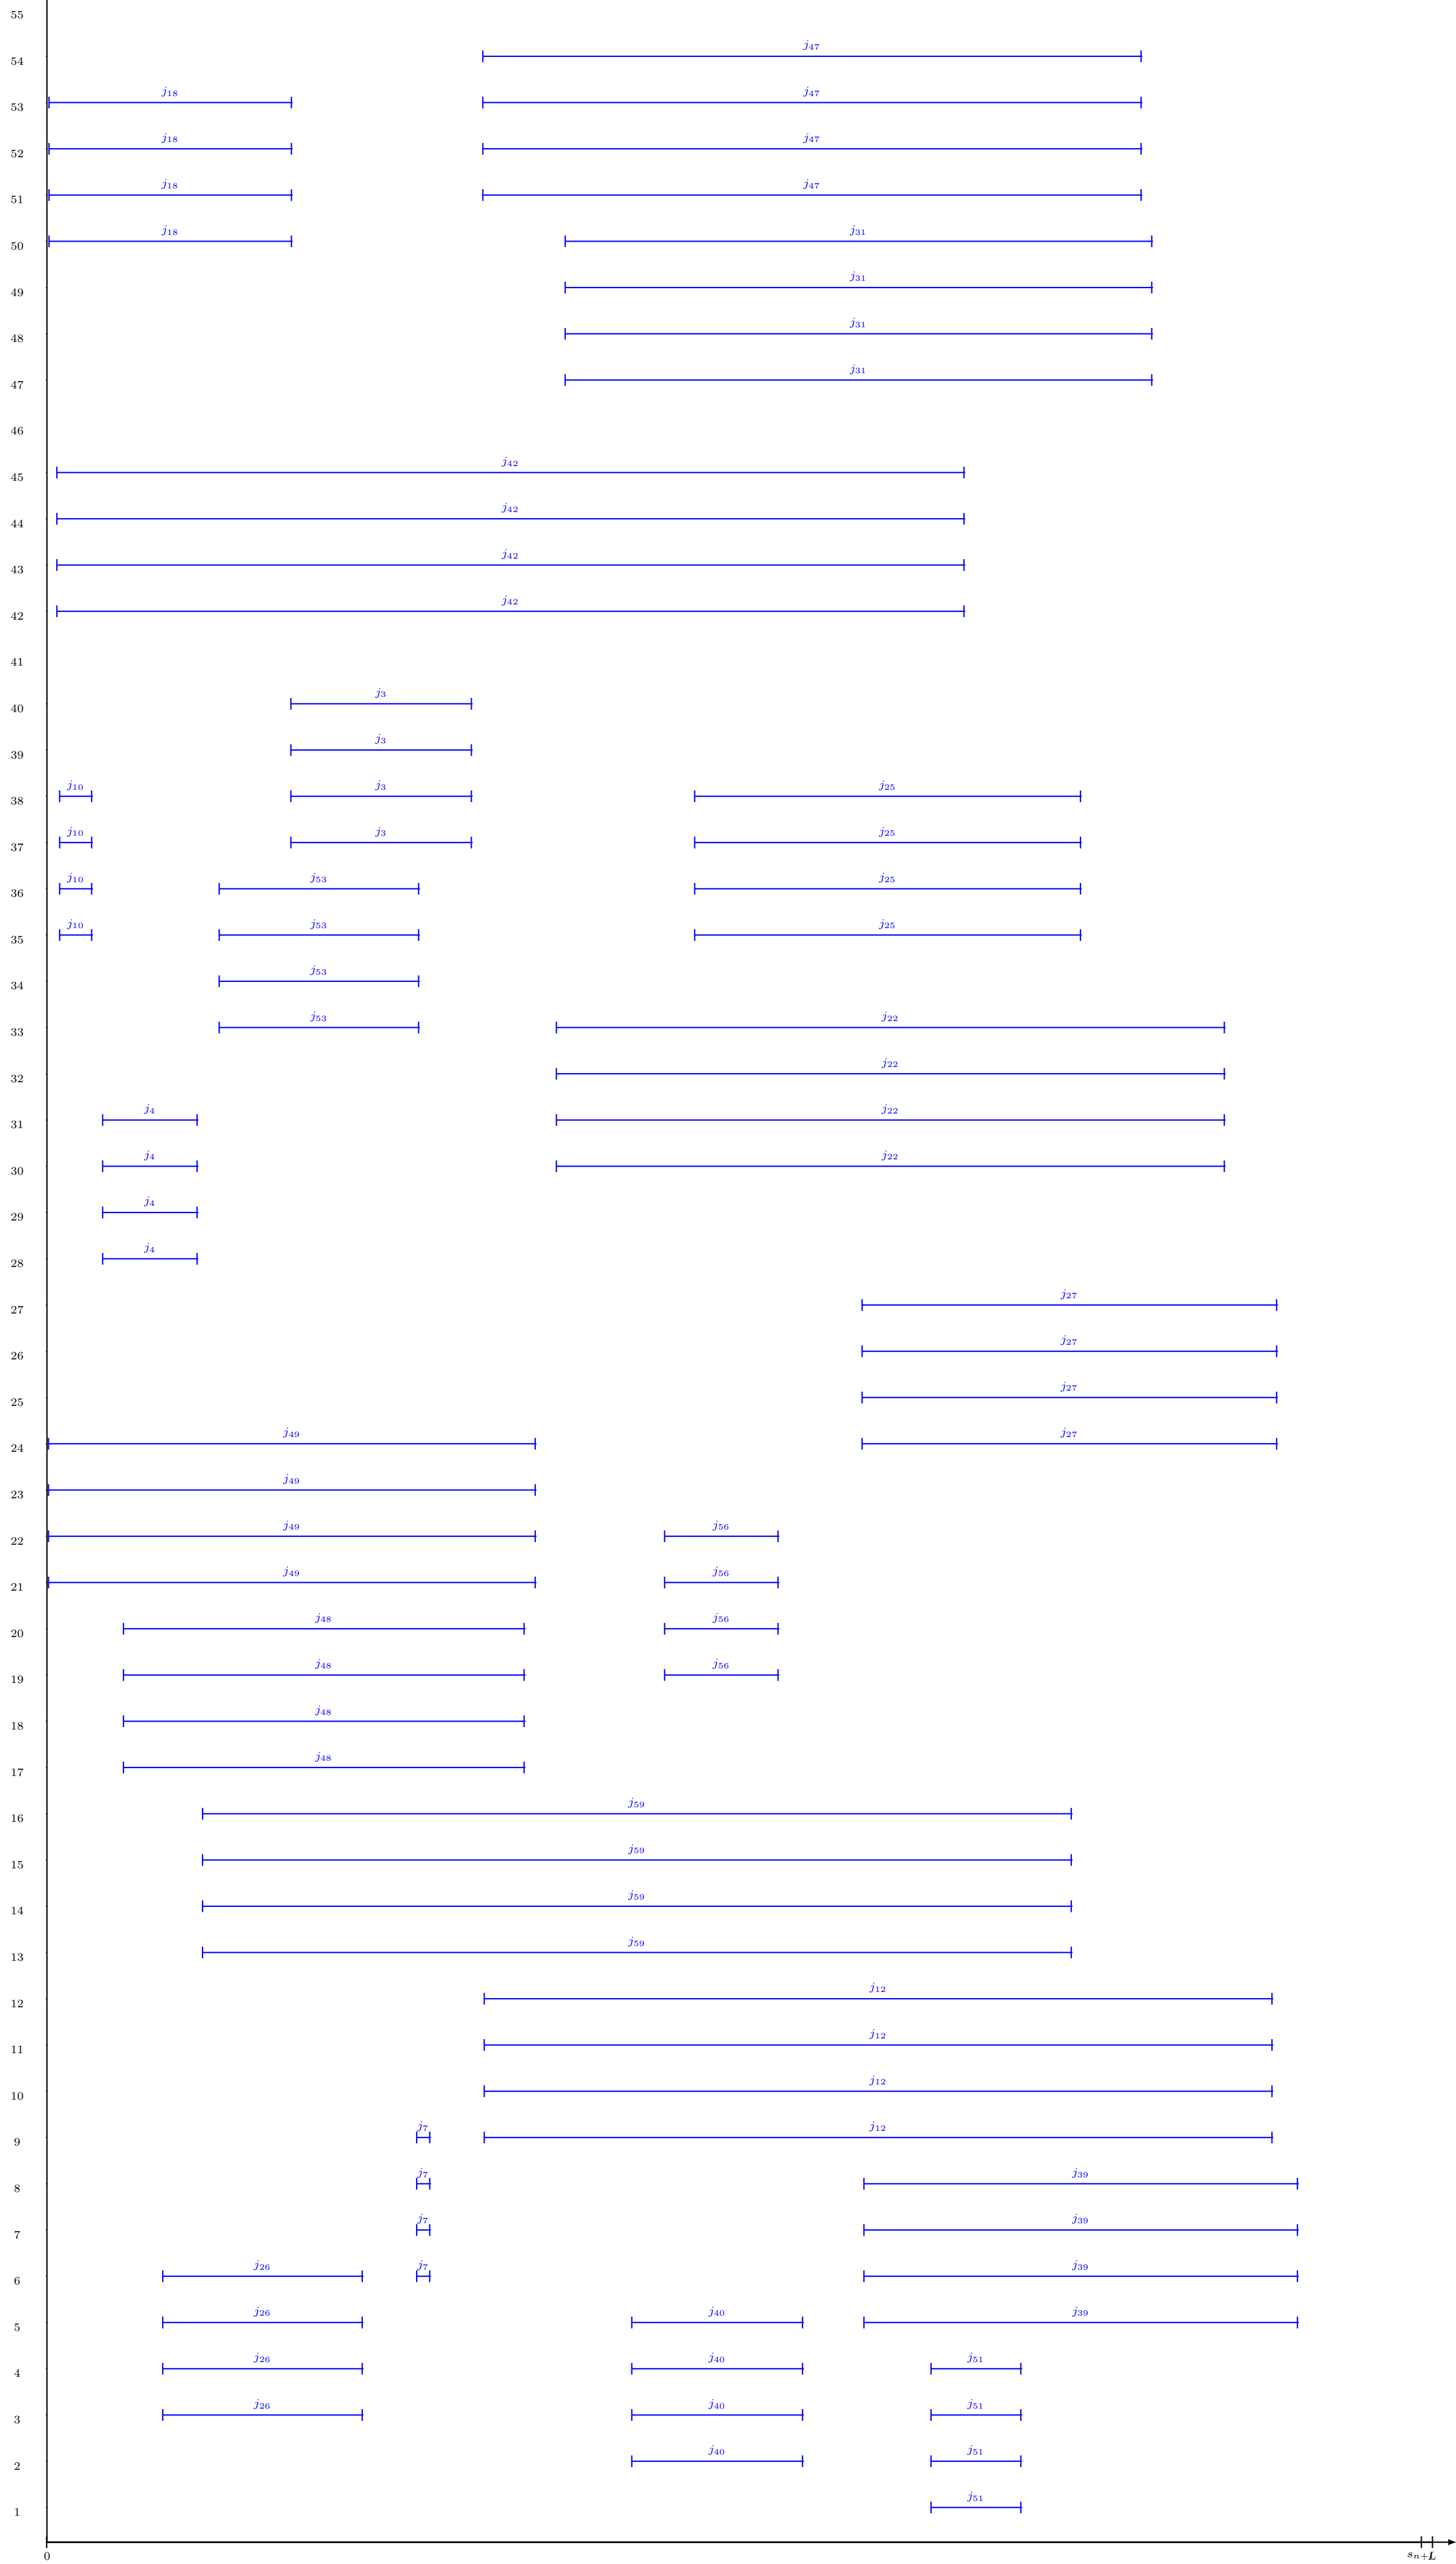 55
j₄₇
54
j₁₈ j₄₇
53
j₁₈ j₄₇
52
j₁₈ j₄₇
51
j₁₈ j₃₁
50
j₃₁
49
j₃₁
48
j₃₁
47
46
j₄₂
45
j₄₂
44
j₄₂
43
j₄₂
42
41
j₃
40
j₃
39
j₁₀ j₃ j₂₅
38
j₁₀ j₃ j₂₅
37
j₁₀ j₅₃ j₂₅
36
j₁₀ j₅₃ j₂₅
35
j₅₃
34
j₅₃ j₂₂
33
j₂₂
32
j₄ j₂₂
31
j₄ j₂₂
30
j₄
29
j₄
28
j₂₇
27
j₂₇
26
j₂₇
25
j₄₉ j₂₇
24
j₄₉
23
j₄₉ j₅₆
22
j₄₉ j₅₆
21
j₄₈ j₅₆
20
j₄₈ j₅₆
19
j₄₈
18
j₄₈
17
j₅₉
16
j₅₉
15
j₅₉
14
j₅₉
13
j₁₂
12
j₁₂
11
j₁₂
10
j₇ j₁₂
9
j₇ j₃₉
8
j₇ j₃₉
7
j₂₆ j₇ j₃₉
6
j₂₆ j₄₀ j₃₉
5
j₂₆ j₄₀ j₅₁
4
j₂₆ j₄₀ j₅₁
3
j₄₀ j₅₁
2
j₅₁
1
0 L